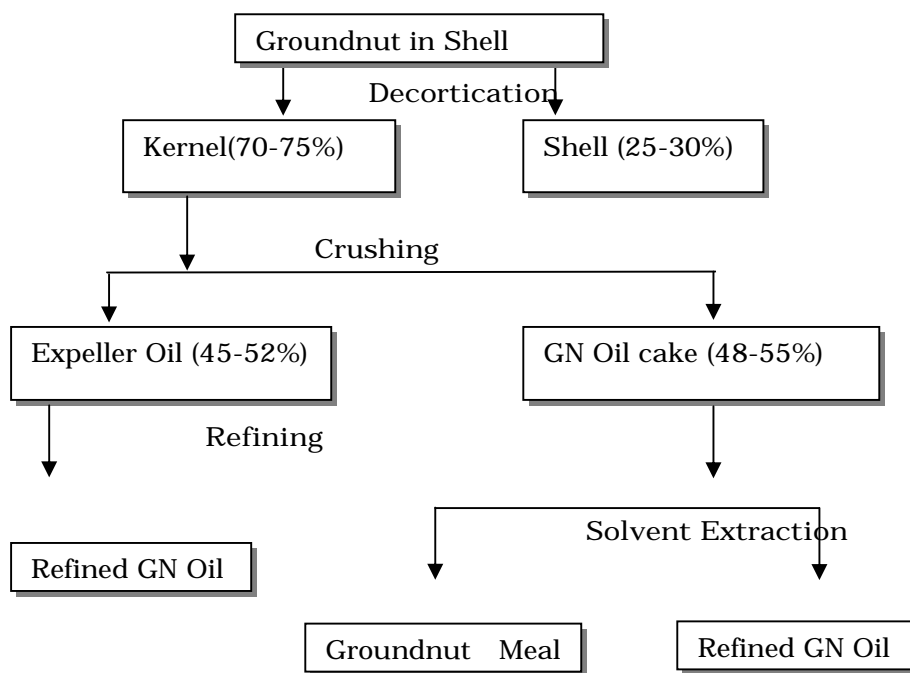 Groundnut in Shell
Decortication
Kernel(70-75%)
Shell (25-30%)
Crushing
Expeller Oil (45-52%)
GN Oil cake (48-55%)
Refining
Solvent Extraction
Refined GN Oil
Groundnut Meal
Refined GN Oil